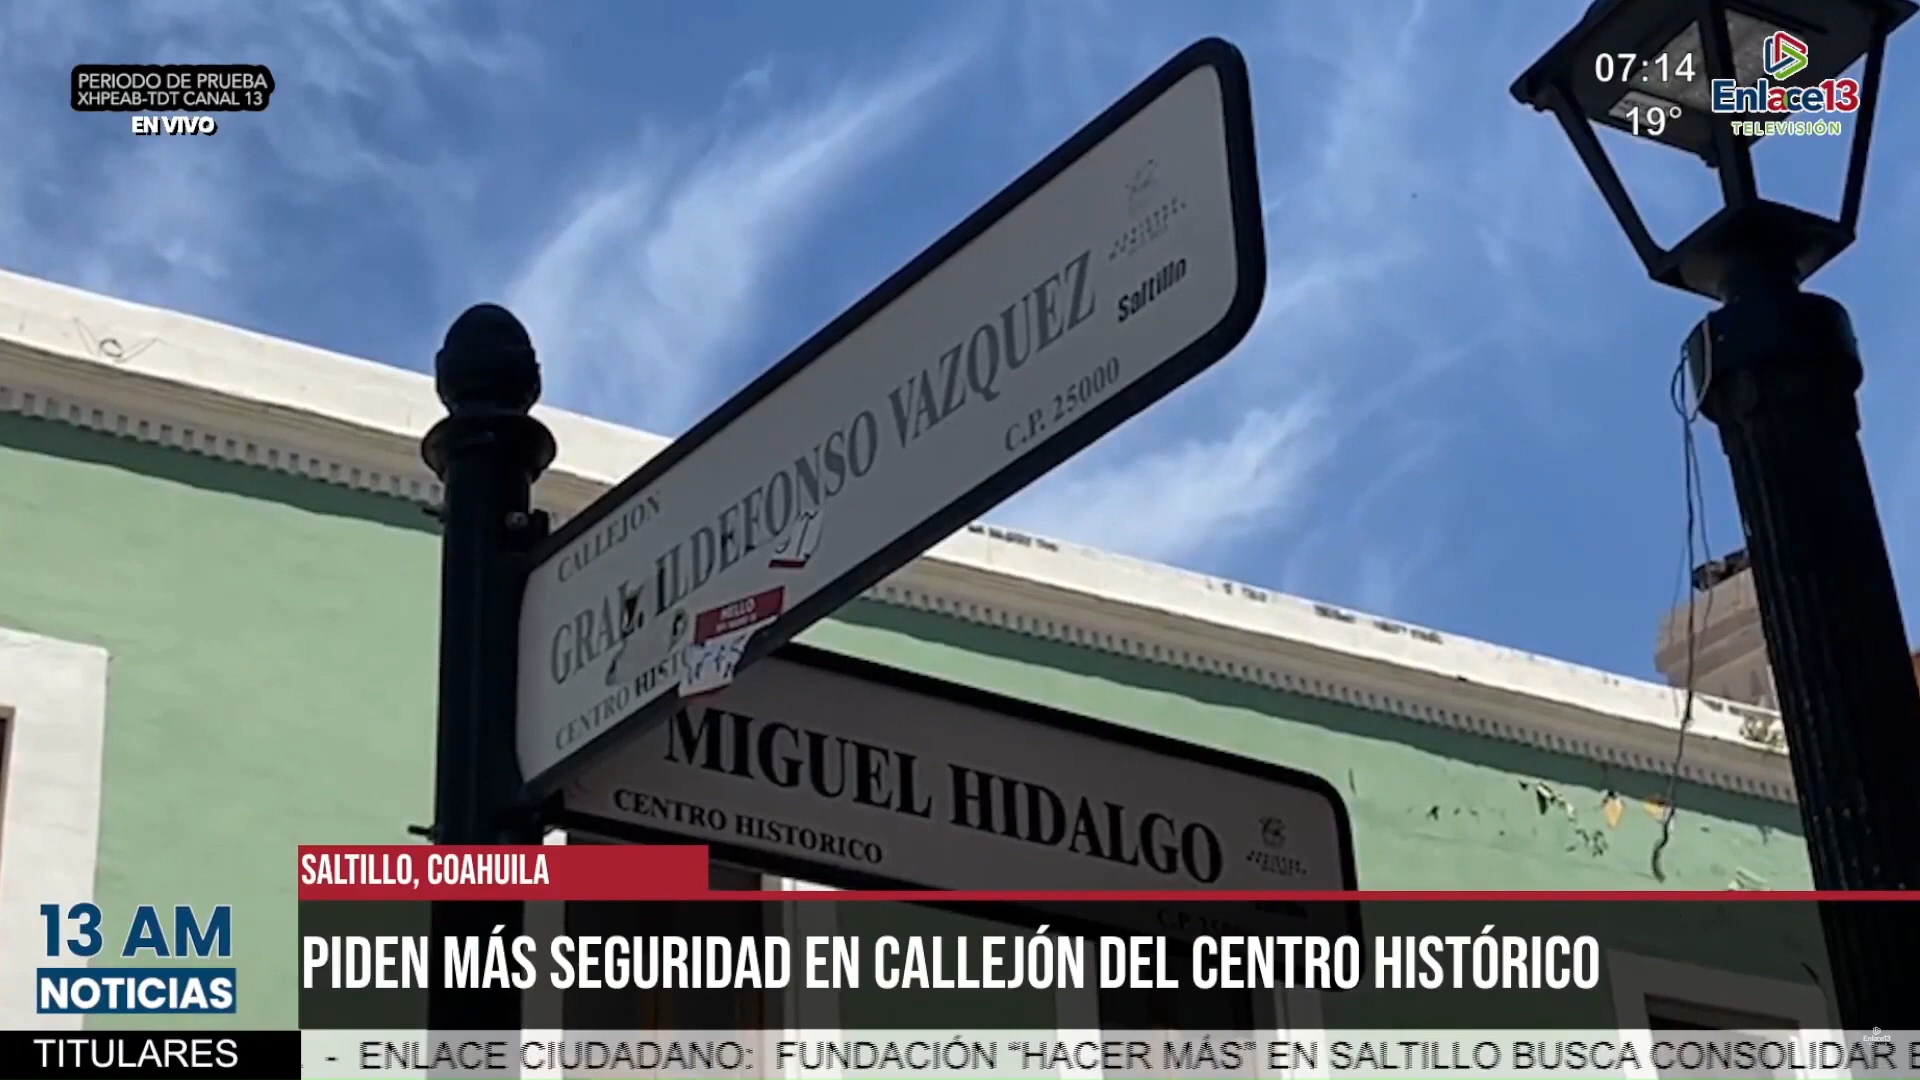 PERIODO DE PRUEBA
XHPEAB-TDT CANAL 13
EN VIVO
07:14
19°
Enlace13
TELEVISIÓN
CALLEJON
GRAL. ILDEFONSO VAZQUEZ
Saltillo
C.P. 25000
CENTRO HIST
HELLO
MIGUEL HIDALGO
CENTRO HISTORICO
SALTILLO, COAHUILA
13 AM
NOTICIAS
PIDEN MÁS SEGURIDAD EN CALLEJÓN DEL CENTRO HISTÓRICO
TITULARES
- ENLACE CIUDADANO: FUNDACIÓN “HACER MÁS” EN SALTILLO BUSCA CONSOLIDAR